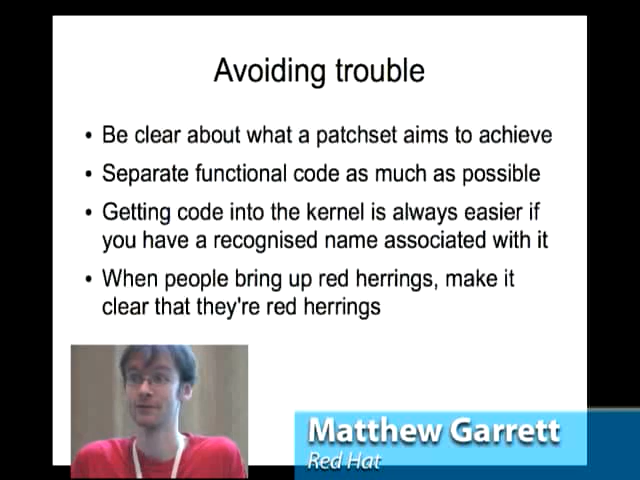 Avoiding trouble
• Be clear about what a patchset aims to achieve
• Separate functional code as much as possible
• Getting code into the kernel is always easier if
you have a recognised name associated with it
• When people bring up red herrings, make it
clear that they're red herrings
Matthew Garrett
Red Hat